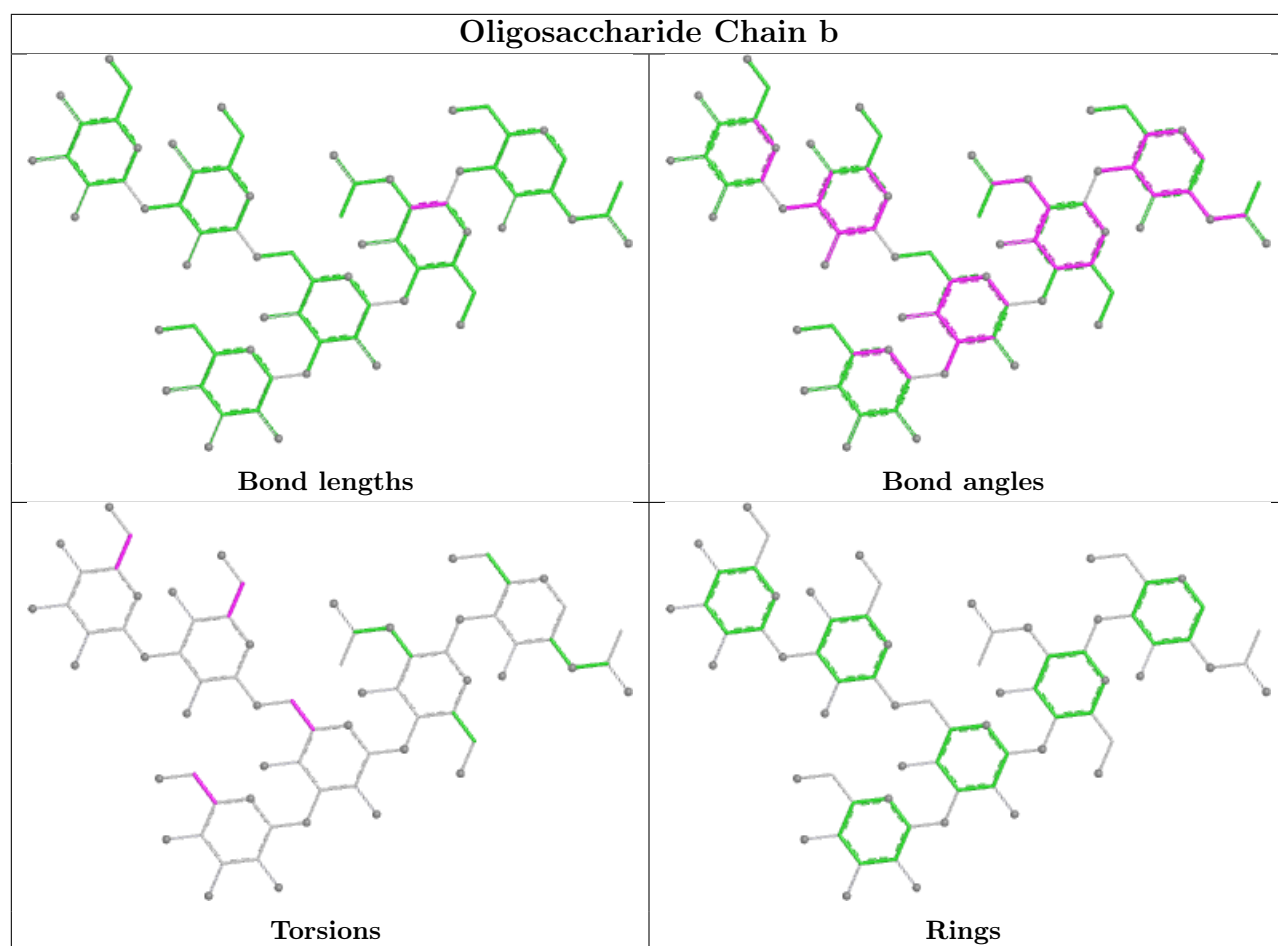 Oligosaccharide Chain b
Bond lengths
Bond angles
Torsions
Rings